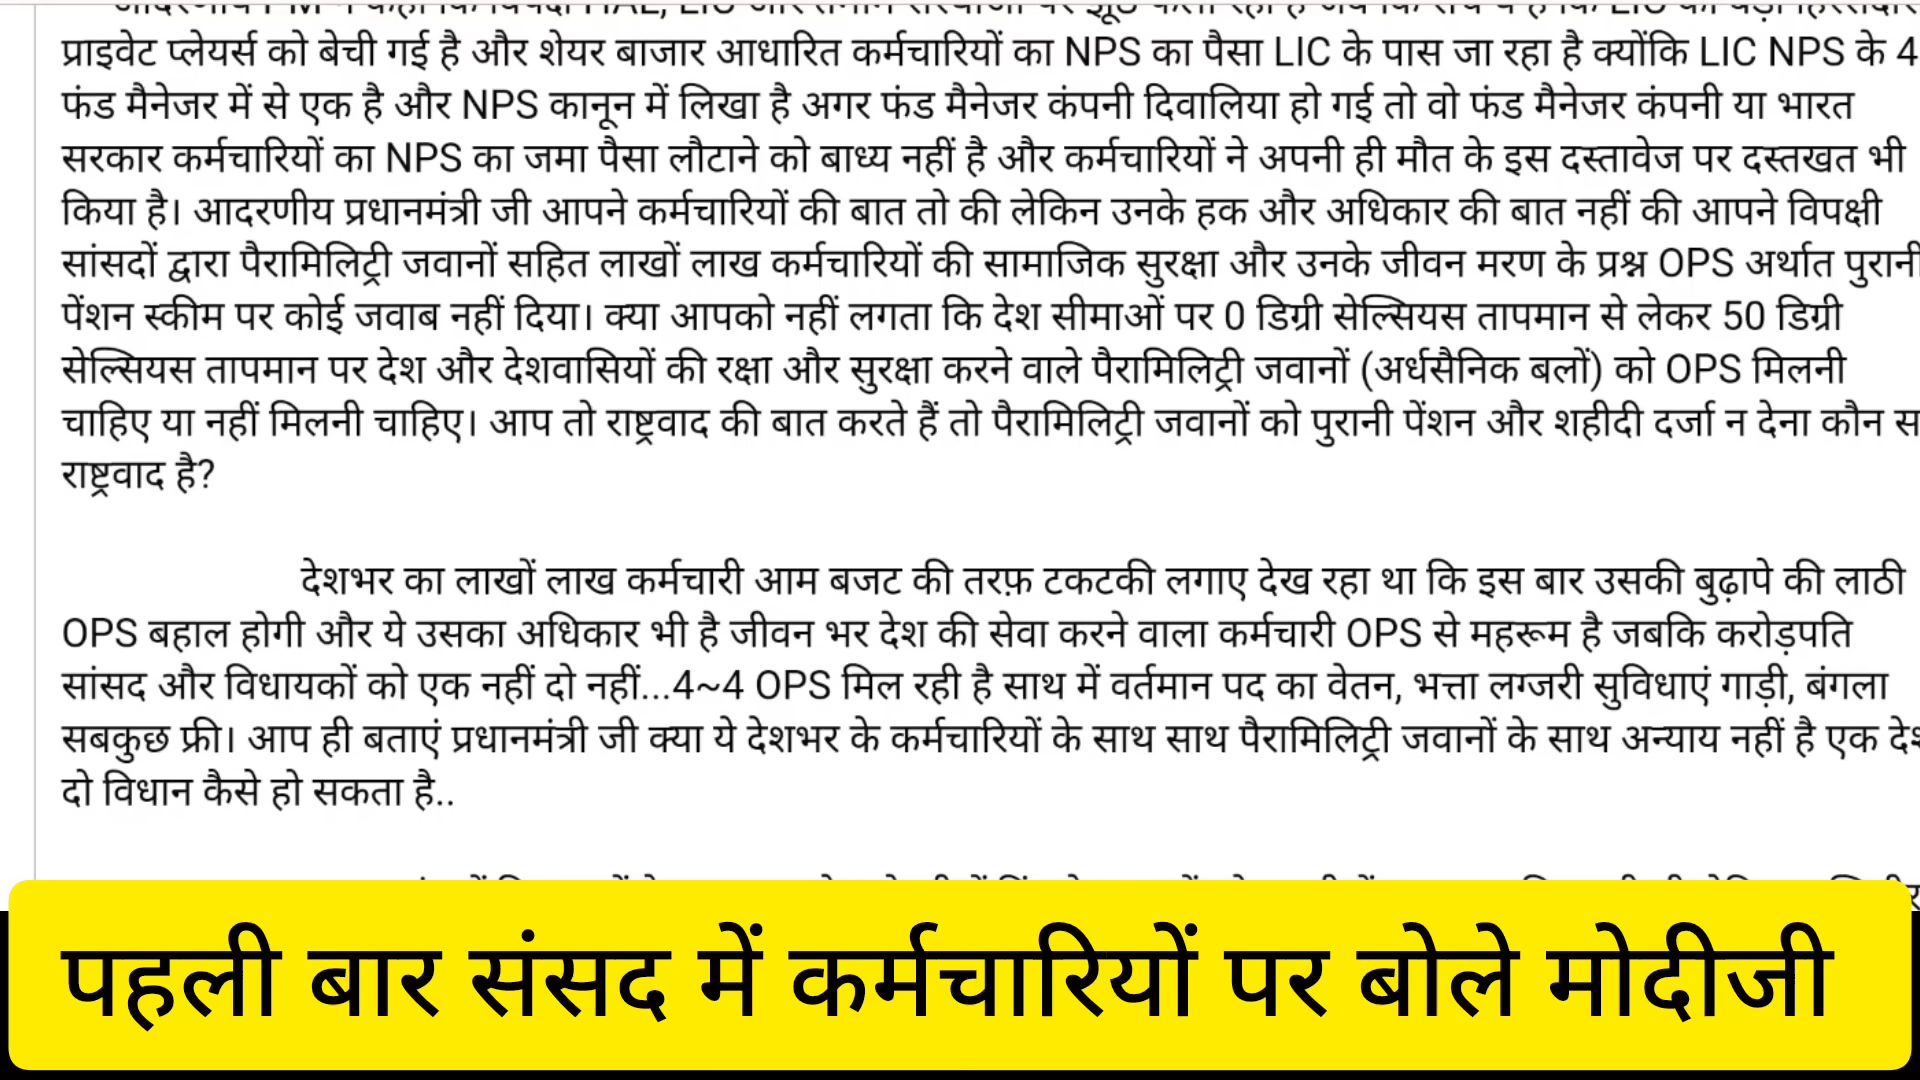 प्राइवेट प्लेयर्स को बेची गई है और शेयर बाजार आधारित कर्मचारियों का NPS का पैसा LIC के पास जा रहा है क्योंकि LIC NPS के 4
फंड मैनेजर में से एक है और NPS कानून में लिखा है अगर फंड मैनेजर कंपनी दिवालिया हो गई तो वो फंड मैनेजर कंपनी या भारत
सरकार कर्मचारियों का NPS का जमा पैसा लौटाने को बाध्य नहीं है और कर्मचारियों ने अपनी ही मौत के इस दस्तावेज पर दस्तखत भी
किया है। आदरणीय प्रधानमंत्री जी आपने कर्मचारियों की बात तो की लेकिन उनके हक और अधिकार की बात नहीं की आपने विपक्षी
सांसदों द्वारा पैरामिलिट्री जवानों सहित लाखों लाख कर्मचारियों की सामाजिक सुरक्षा और उनके जीवन मरण के प्रश्न OPS अर्थात पुरानी
पेंशन स्कीम पर कोई जवाब नहीं दिया। क्या आपको नहीं लगता कि देश सीमाओं पर 0 डिग्री सेल्सियस तापमान से लेकर 50 डिग्री
सेल्सियस तापमान पर देश और देशवासियों की रक्षा और सुरक्षा करने वाले पैरामिलिट्री जवानों (अर्धसैनिक बलों) को OPS मिलनी
चाहिए या नहीं मिलनी चाहिए। आप तो राष्ट्रवाद की बात करते हैं तो पैरामिलिट्री जवानों को पुरानी पेंशन और शहीदी दर्जा न देना कौन
राष्ट्रवाद है?
देशभर का लाखों लाख कर्मचारी आम बजट की तरफ़ टकटकी लगाए देख रहा था कि इस बार उसकी बुढ़ापे की लाठी
OPS बहाल होगी और ये उसका अधिकार भी है जीवन भर देश की सेवा करने वाला कर्मचारी OPS से महरूम है जबकि करोड़पति
सांसद और विधायकों को एक नहीं दो नहीं...4~4 OPS मिल रही है साथ में वर्तमान पद का वेतन, भत्ता लग्जरी सुविधाएं गाड़ी, बंगला
सबकुछ फ्री। आप ही बताएं प्रधानमंत्री जी क्या ये देशभर के कर्मचारियों के साथ साथ पैरामिलिट्री जवानों के साथ अन्याय नहीं है एक
दो विधान कैसे हो सकता है..
पहली बार संसद में कर्मचारियों पर बोले मोदीजी